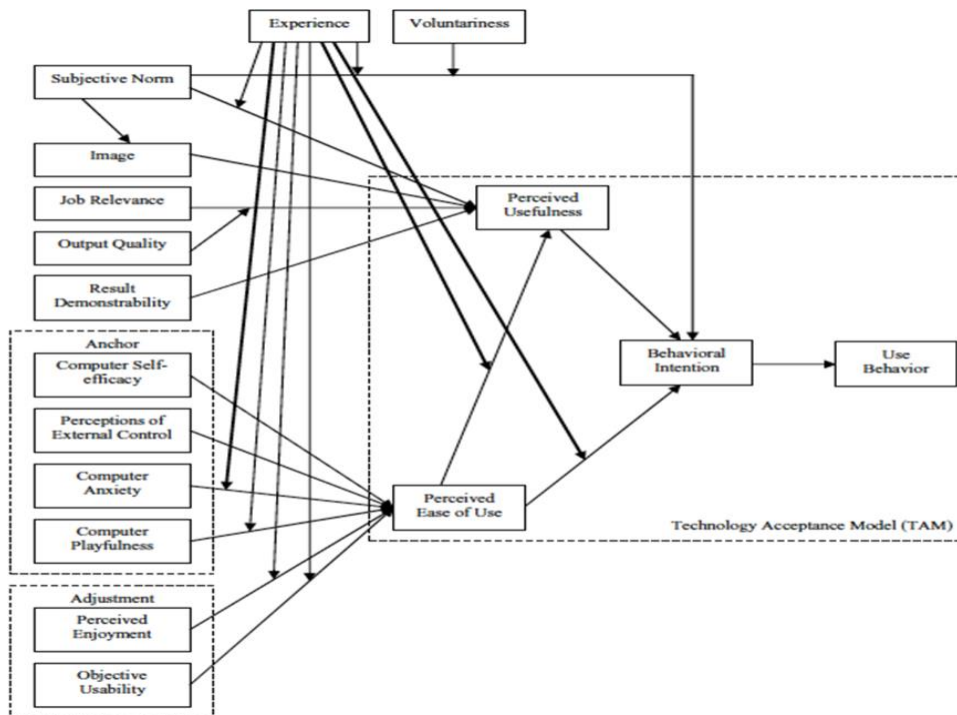 Experience
Voluntariness
Subjective Norm
Image
Job Relevance
Output Quality
Result
Demonstrability
Perceived
Usefulness
Anchor
Computer Self-
efficacy
Perceptions of
External Control
Computer
Anxiety
Computer
Playfulness
Behavioral
Intention
Use
Behavior
Perceived
Ease of Use
Technology Acceptance Model (TAM)
Adjustment
Perceived
Enjoyment
Objective
Usability